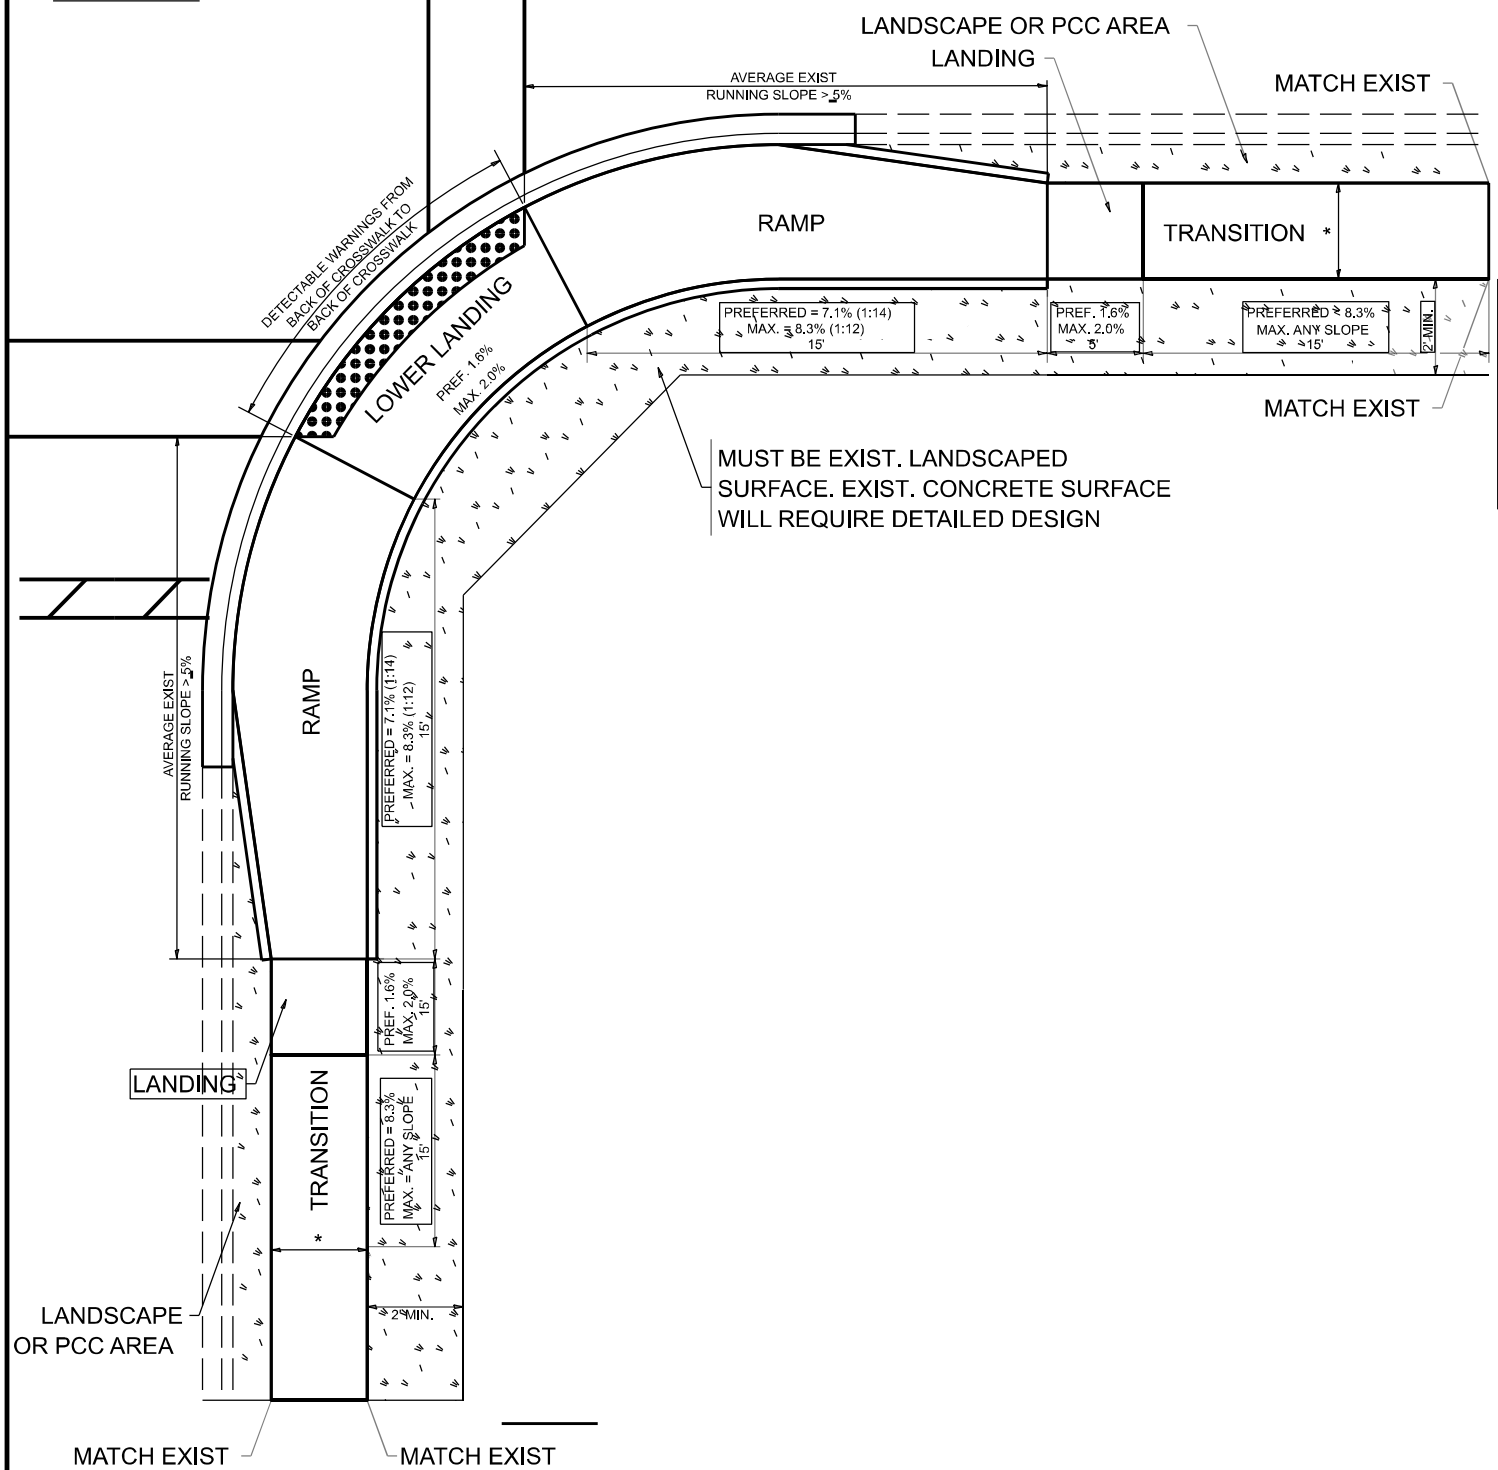 LANDSCAPE OR PCC AREA
LANDING
MATCH EXIST
AVERAGE EXIST
RUNNING SLOPE > 5%
DETECTABLE WARNINGS FROM
BACK OF CROSSWALK TO
BACK OF CROSSWALK
RAMP
TRANSITION *
LOWER LANDING
PREF. 1.6%
MAX. 2.0%
PREFERRED = 7.1% (1:14)
MAX. = 8.3% (1:12)
15'
PREF. 1.6%
MAX. 2.0%
5'
PREFERRED = 8.3%
MAX. ANY SLOPE
15'
2' MIN.
MATCH EXIST
MUST BE EXIST. LANDSCAPED
SURFACE. EXIST. CONCRETE SURFACE
WILL REQUIRE DETAILED DESIGN
AVERAGE EXIST
RUNNING SLOPE > 5%
RAMP
PREFERRED = 7.1% (1:14)
MAX. = 8.3% (1:12)
15'
PREF. 1.6%
MAX. 2.0%
15'
LANDING
TRANSITION
*
PREFERRED = 8.3%
MAX. = ANY SLOPE
15'
2' MIN.
LANDSCAPE
OR PCC AREA
MATCH EXIST
MATCH EXIST